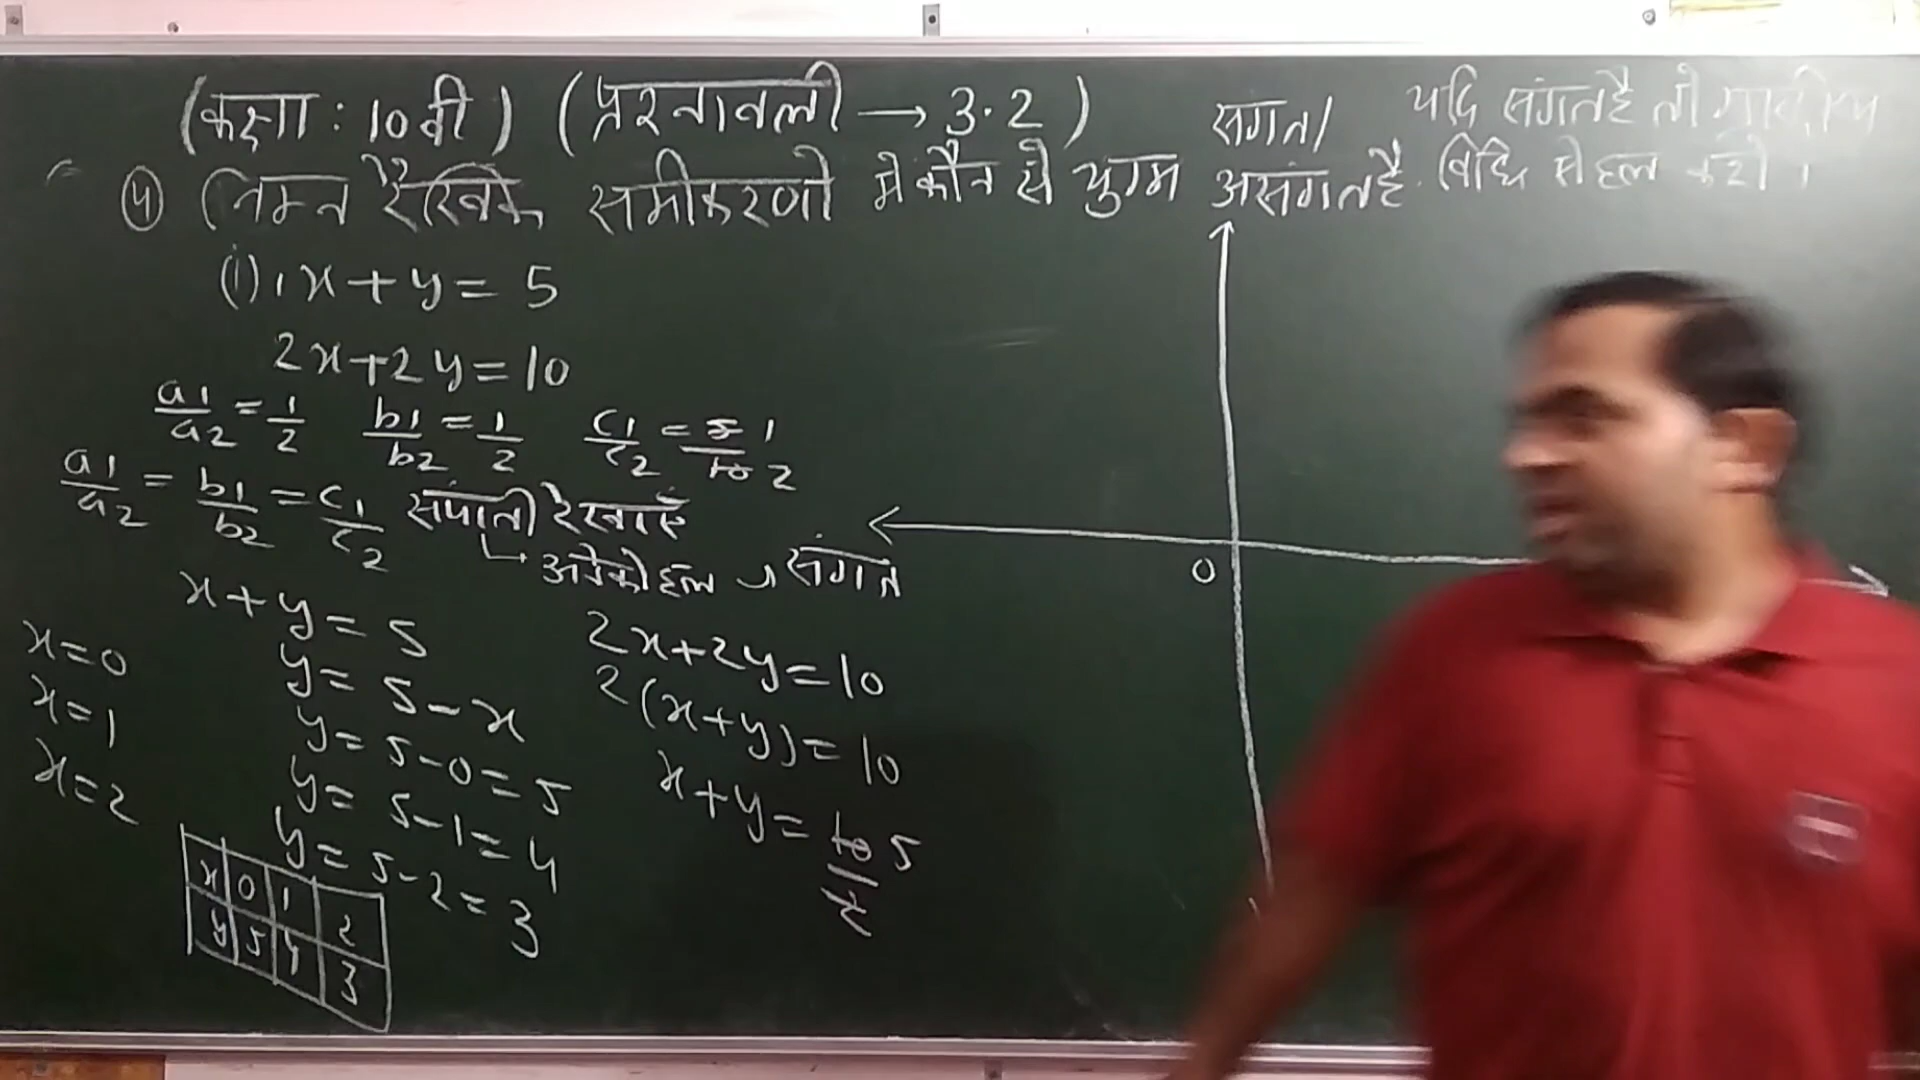 (कक्षा : 10वी) (प्रश्नावली → 3.2)
④ निम्न रैखिक समीकरणो में कौन से युग्म संगत/ असंगत है.
यदि संगत है तो
विधि से हल करो ।
(i) 1x + y = 5
2x + 2y = 10
a1/a2 = 1/2 b1/b2 = 1/2 c1/c2 = 5/10 1/2
a1/a2 = b1/b2 = c1/c2 संपाती रेखाएं
↳ अनेको हल → संगत
x + y = 5
y = 5 - x
x = 0 y = 5 - 0 = 5
x = 1 y = 5 - 1 = 4
x = 2 y = 5 - 2 = 3
x 0 1 2
y 5 4 3
2x + 2y = 10
2(x + y) = 10
x + y = 10/2 5
0